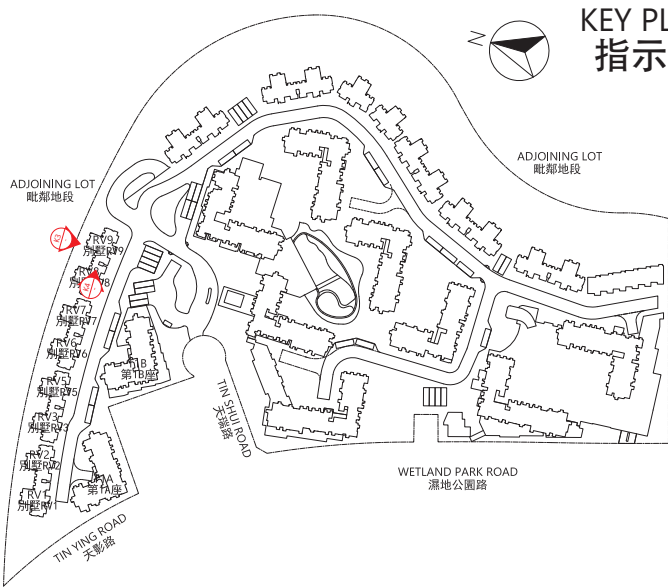 KEY PL
指示
N
ADJOINING LOT
毗鄰地段
ADJOINING LOT
毗鄰地段
RV9
別墅RV9
RV8
RV7
別墅RV7
RV6
別墅RV6
RV5
別墅RV5
RV3
別墅RV3
RV2
別墅RV2
RV1
別墅RV1
T1B
第1B座
T1A
第1A座
TIN SHUI ROAD
天瑞路
WETLAND PARK ROAD
濕地公園路
TIN YING ROAD
天影路